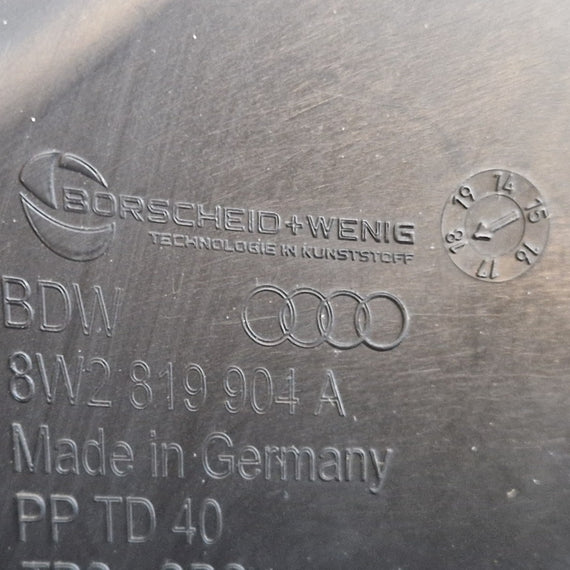 BORSCHEID+WENIG
TECHNOLOGIE IN KUNSTSTOFF
14 15 16 17 18 19
BDW
8W2 819 904 A
Made in Germany
PP TD 40